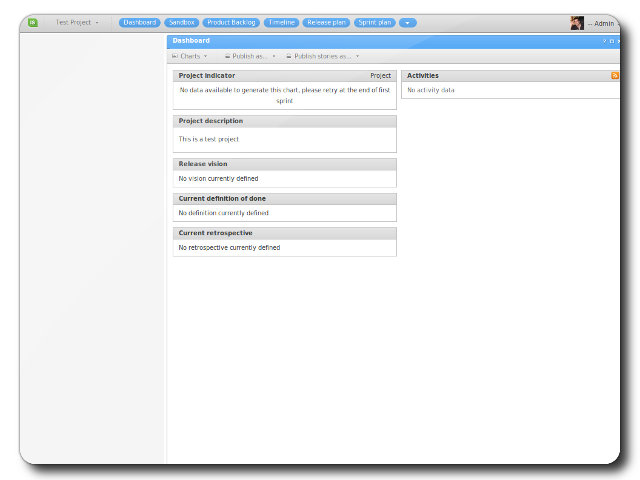 Test Project Dashboard Sandbox Product Backlog Timeline Release plan Sprint plan -- Admin
Dashboard ?
Charts Publish as... Publish stories as...
Project indicator Project
No data available to generate this chart, please retry at the end of first
sprint
Project description
This is a test project
Release vision
No vision currently defined
Current definition of done
No definition currently defined
Current retrospective
No retrospective currently defined
Activities
No activity data